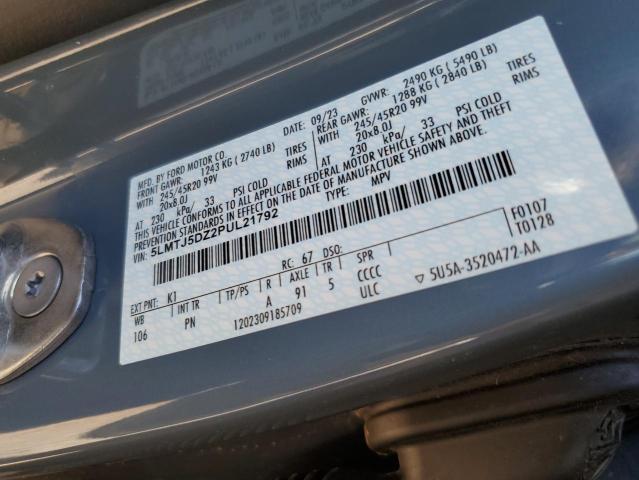 MFD. BY FORD MOTOR CO.
DATE: 09/23 GVWR: 2490 KG (5490 LB)
FRONT GAWR: 1243 KG (2740 LB) REAR GAWR: 1288 KG (2840 LB)
WITH 245/45R20 99V TIRES WITH 245/45R20 99V TIRES
20x8.0J RIMS 20x8.0J RIMS
AT 230 kPa/ 33 PSI COLD AT 230 kPa/ 33 PSI COLD
THIS VEHICLE CONFORMS TO ALL APPLICABLE FEDERAL MOTOR VEHICLE SAFETY AND THEFT
PREVENTION STANDARDS IN EFFECT ON THE DATE OF MANUFACTURE SHOWN ABOVE.
VIN: 5LMTJ5DZ2PUL21792 TYPE: MPV
F0107
T0128
EXT PNT: K1 RC: 67 DSO:
WB INT TR TP/PS R AXLE TR SPR
106 PN A 91 5 CCCC
1202309185709 ULC ▽ 5U5A-3520472-AA